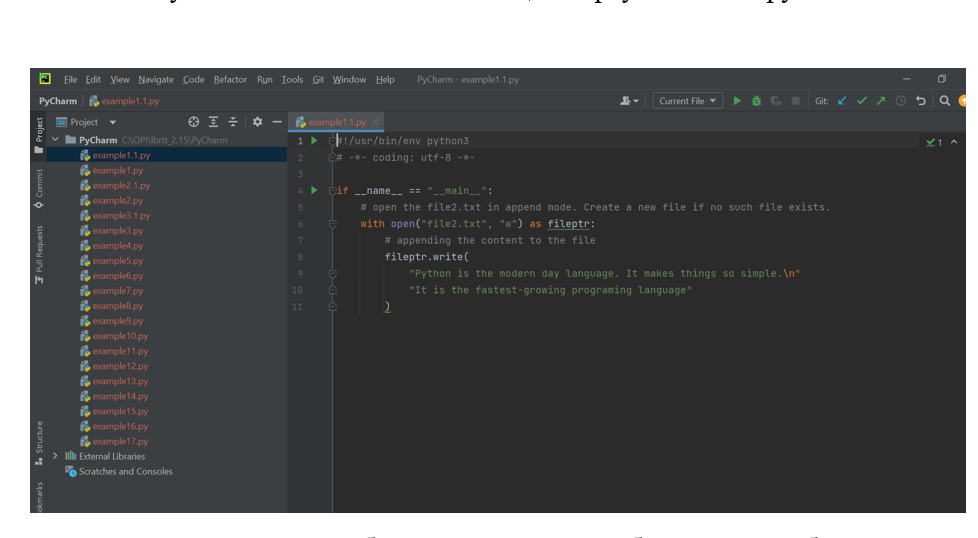 File Edit View Navigate Code Refactor Run Tools Git Window Help PyCharm - example1.1.py
PyCharm example1.1.py Current File Git:
Project
example1.1.py
PyCharm C:\OPI\lbrtt_2.15\PyCharm
example1.1.py
example1.py
example2.1.py
example2.py
example3.1.py
example3.py
example4.py
example5.py
example6.py
example7.py
example8.py
example9.py
example10.py
example11.py
example12.py
example13.py
example14.py
example15.py
example16.py
example17.py
External Libraries
Scratches and Consoles
Project
Commit
Pull Requests
Structure
1 #!/usr/bin/env python3
2 # -*- coding: utf-8 -*-
3
4 if __name__ == "__main__":
5 # open the file2.txt in append mode. Create a new file if no such file exists.
6 with open("file2.txt", "w") as fileptr:
7 # appending the content to the file
8 fileptr.write(
9 "Python is the modern day language. It makes things so simple.\n"
10 "It is the fastest-growing programing language"
11 )
1